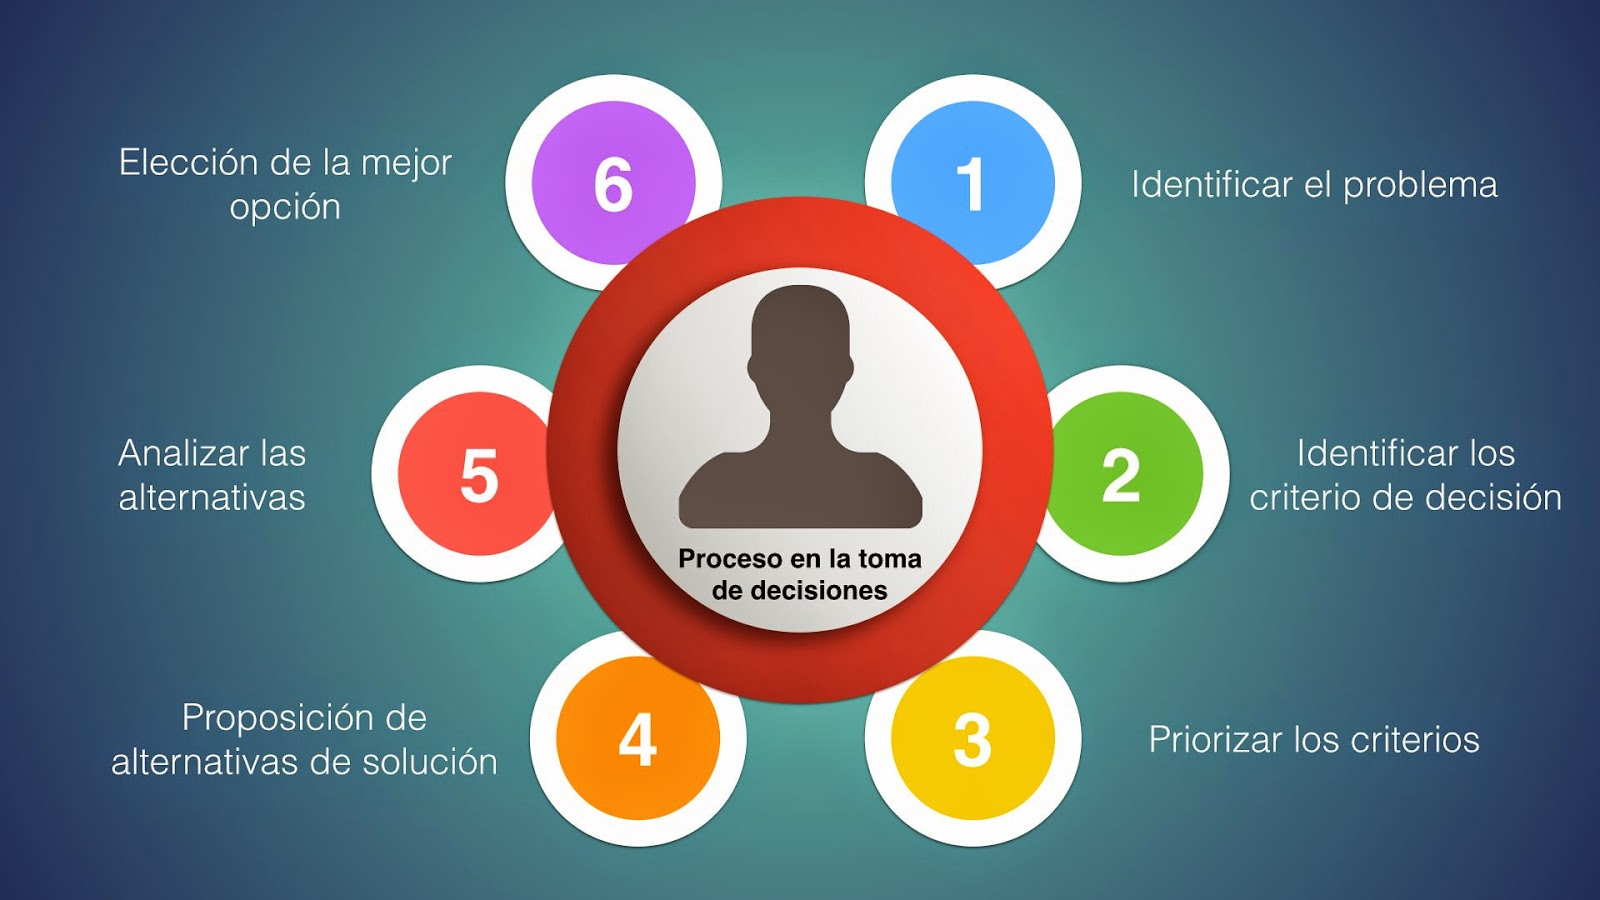 Proceso en la toma
de decisiones
1
Identificar el problema
2
Identificar los
criterio de decisión
3
Priorizar los criterios
4
Proposición de
alternativas de solución
5
Analizar las
alternativas
6
Elección de la mejor
opción